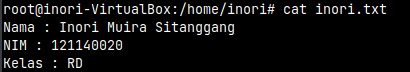 root@inori-VirtualBox:/home/inori# cat inori.txt
Nama : Inori Muira Sitanggang
NIM : 121140020
Kelas : RD